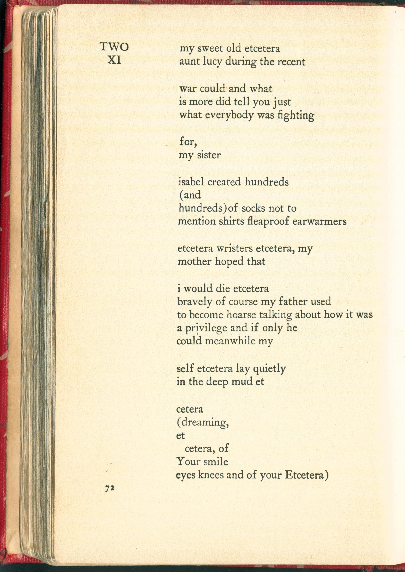 TWO
XI
my sweet old etcetera
aunt lucy during the recent
war could and what
is more did tell you just
what everybody was fighting
for,
my sister
isabel created hundreds
(and
hundreds)of socks not to
mention shirts fleaproof earwarmers
etcetera wristers etcetera, my
mother hoped that
i would die etcetera
bravely of course my father used
to become hoarse talking about how it was
a privilege and if only he
could meanwhile my
self etcetera lay quietly
in the deep mud et
cetera
(dreaming,
et
cetera, of
Your smile
eyes knees and of your Etcetera)
72